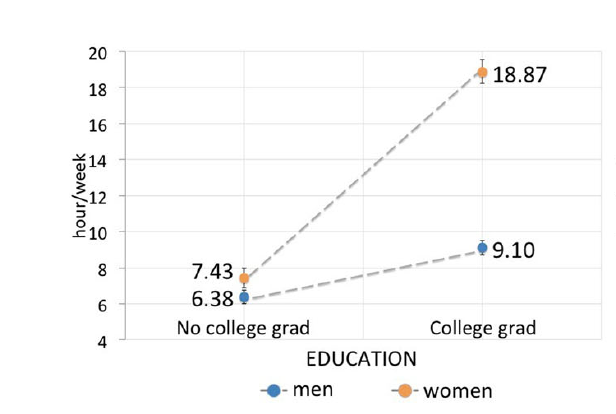 20
18
16
14
12
10
8
6
4
hour/week
18.87
9.10
7.43
6.38
No college grad
College grad
EDUCATION
men
women